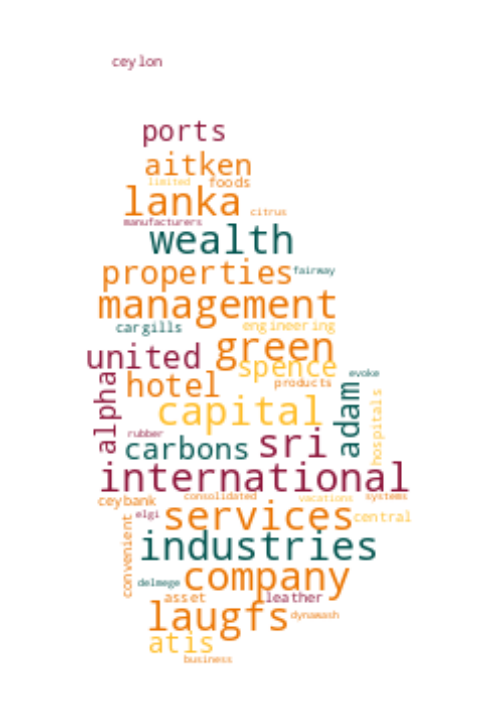 ceylon
ports
aitken
limited foods
lanka citrus
manufacturers
wealth
properties fairway
management
cargills engineering
united green
spence evoke
alpha hotel products adam hospitals
capital
rubber
carbons sri
international
ceybank consolidated vacations systems
convenient elgi services central
industries
delmege company
asset leather
laugfs dynawash
atis
business